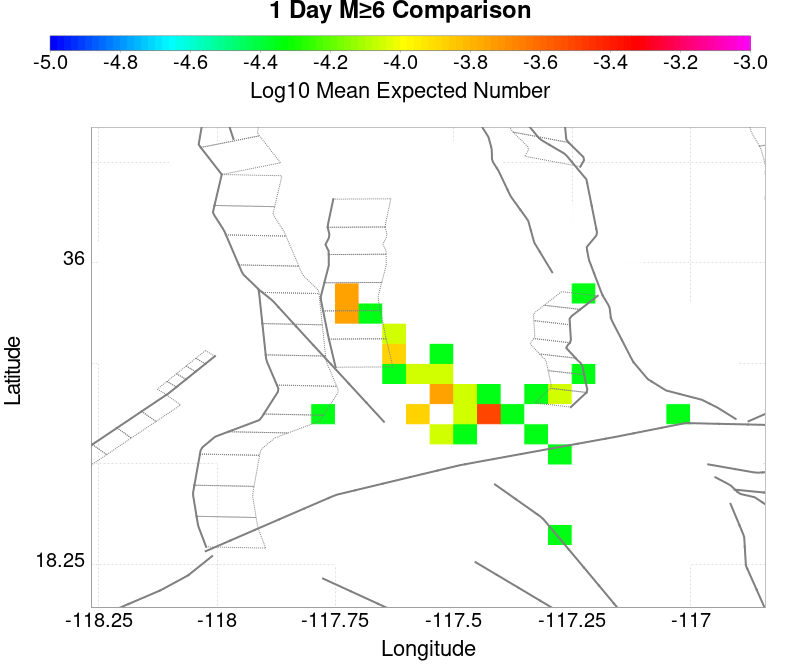 1 Day M≥6 Comparison
-5.0 -4.8 -4.6 -4.4 -4.2 -4.0 -3.8 -3.6 -3.4 -3.2 -3.0
Log10 Mean Expected Number
36
Latitude
18.25
-118.25 -118 -117.75 -117.5 -117.25 -117
Longitude